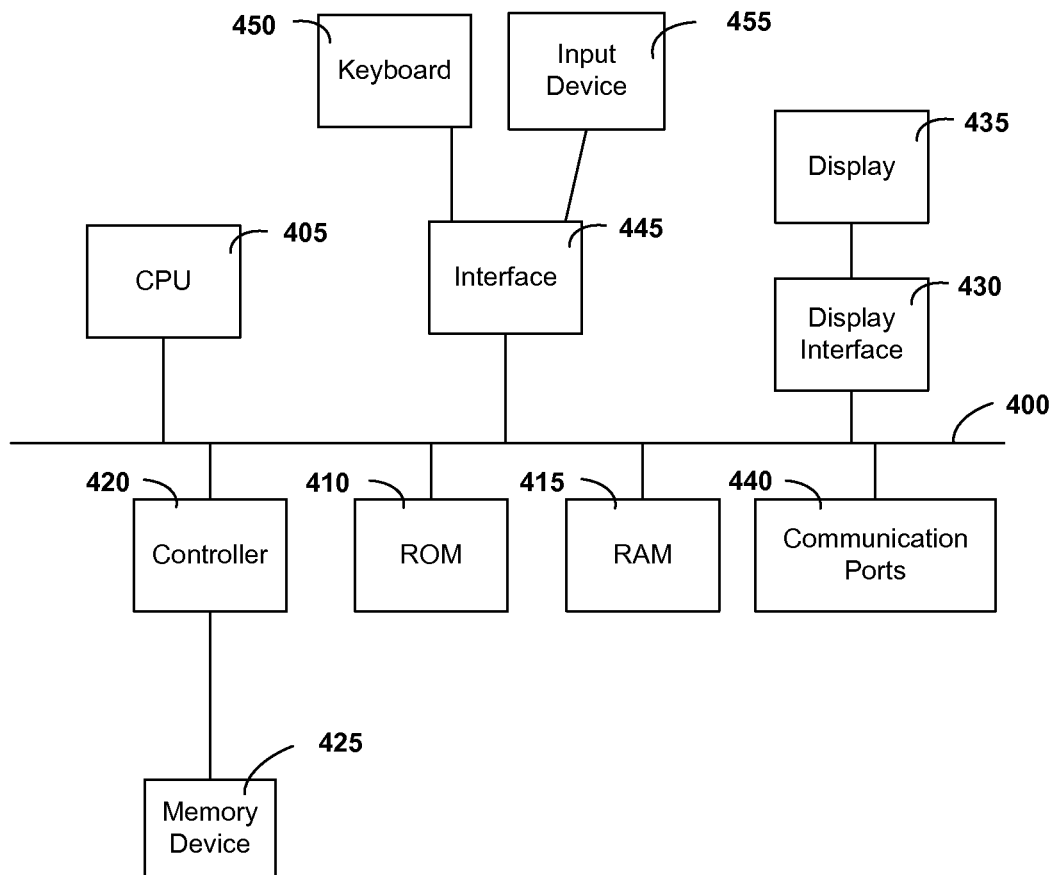 450
Keyboard
Input
Device
455
Display
435
CPU
405
Interface
445
Display
Interface
430
400
420
Controller
410
ROM
415
RAM
440
Communication
Ports
425
Memory
Device